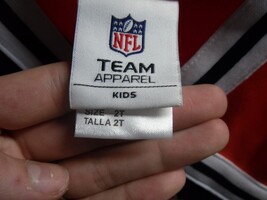 NFL
TEAM
APPAREL
KIDS
SIZE 2T
TALLA 2T